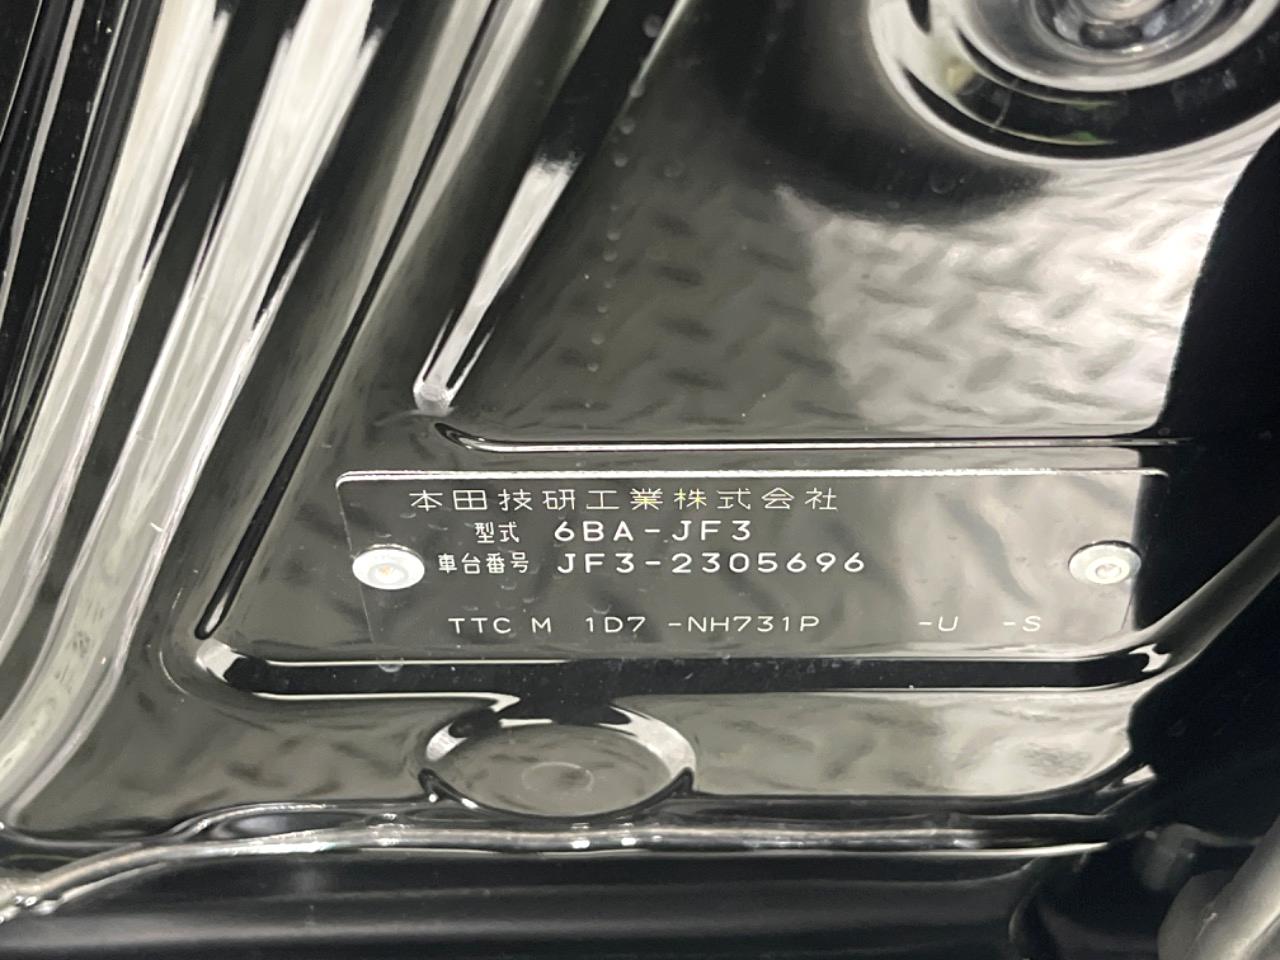 本田技研工業株式会社
型式 6BA-JF3
車台番号 JF3-2305696
TTC M 1D7 -NH731P -U -S